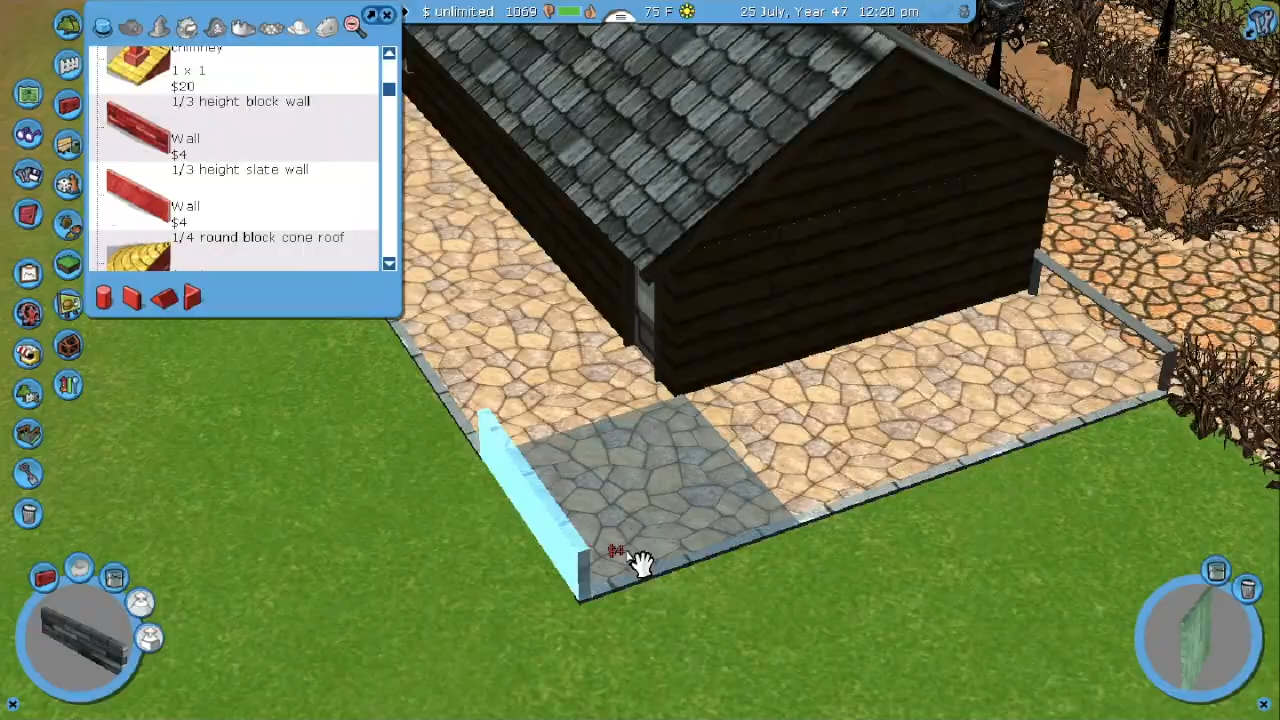 $ unlimited 1069 75 F 25 July, Year 47 12:20 pm
chimney
1 x 1
$20
1/3 height block wall
Wall
$4
1/3 height slate wall
Wall
$4
1/4 round block cone roof
$4